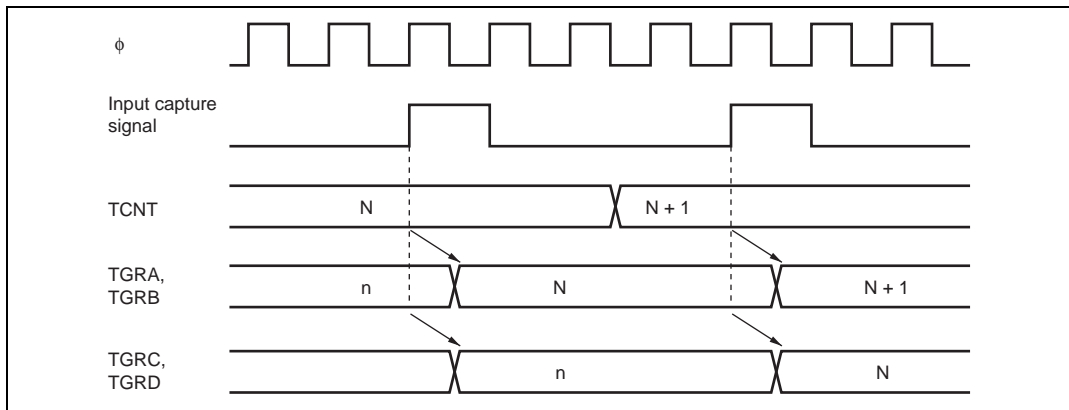 φ
Input capture
signal
TCNT
N
N + 1
TGRA,
TGRB
n
N
N + 1
TGRC,
TGRD
n
N